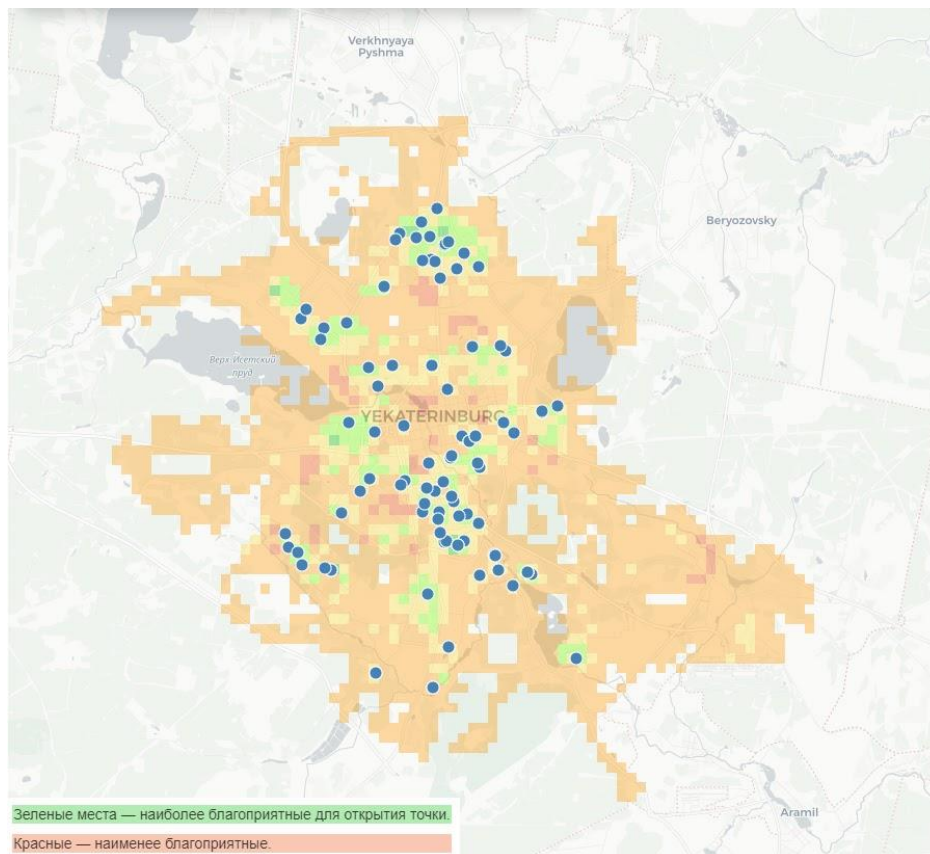 Verkhnyaya
Pyshma
Beryozovsky
Верх-Исетский
пруд
YEKATERINBURG
Aramil
Зеленые места — наиболее благоприятные для открытия точки.
Красные — наименее благоприятные.